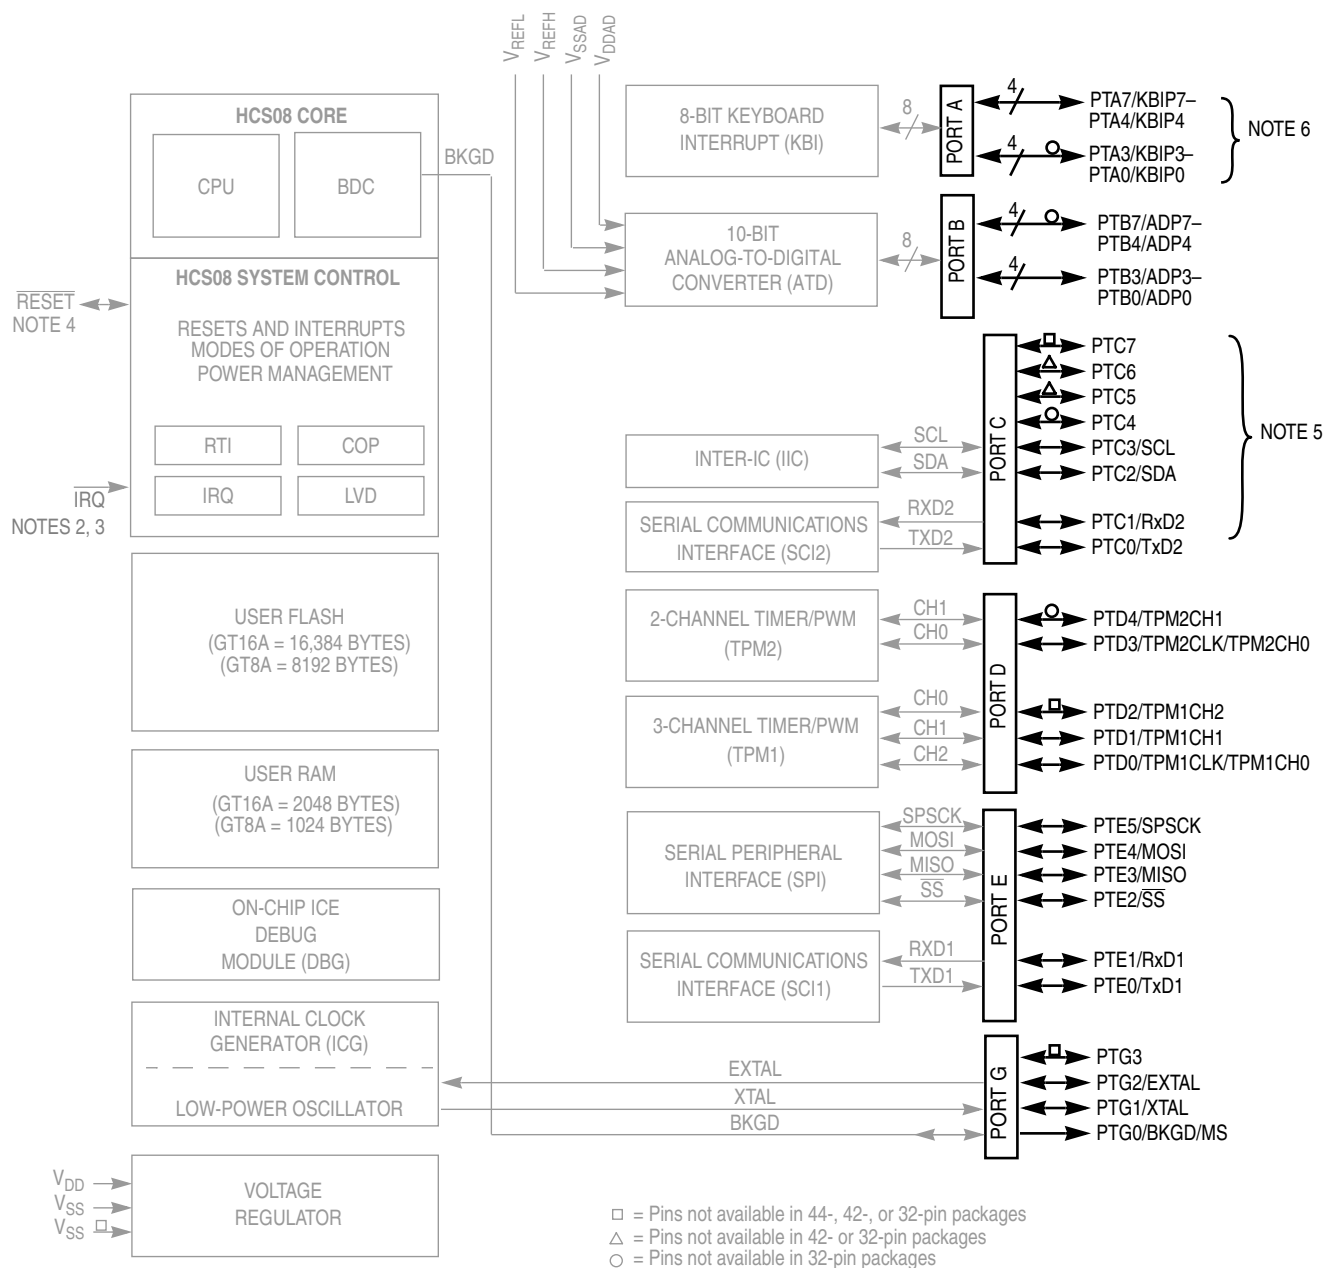 VREFL
VREFH
VSSAD
VDDAD
HCS08 CORE
CPU
BDC
BKGD
HCS08 SYSTEM CONTROL
RESET
NOTE 4
RESETS AND INTERRUPTS
MODES OF OPERATION
POWER MANAGEMENT
RTI
COP
IRQ
LVD
IRQ
NOTES 2, 3
USER FLASH
(GT16A = 16,384 BYTES)
(GT8A = 8192 BYTES)
USER RAM
(GT16A = 2048 BYTES)
(GT8A = 1024 BYTES)
ON-CHIP ICE
DEBUG
MODULE (DBG)
INTERNAL CLOCK
GENERATOR (ICG)
LOW-POWER OSCILLATOR
VDD
VSS
VSS
VOLTAGE
REGULATOR
8-BIT KEYBOARD
INTERRUPT (KBI)
8
PORT A
4
PTA7/KBIP7–
PTA4/KBIP4
4
PTA3/KBIP3–
PTA0/KBIP0
NOTE 6
10-BIT
ANALOG-TO-DIGITAL
CONVERTER (ATD)
8
PORT B
4
PTB7/ADP7–
PTB4/ADP4
4
PTB3/ADP3–
PTB0/ADP0
INTER-IC (IIC)
SCL
SDA
SERIAL COMMUNICATIONS
INTERFACE (SCI2)
RXD2
TXD2
PORT C
PTC7
PTC6
PTC5
PTC4
PTC3/SCL
PTC2/SDA
PTC1/RxD2
PTC0/TxD2
NOTE 5
2-CHANNEL TIMER/PWM
(TPM2)
CH1
CH0
3-CHANNEL TIMER/PWM
(TPM1)
CH0
CH1
CH2
PORT D
PTD4/TPM2CH1
PTD3/TPM2CLK/TPM2CH0
PTD2/TPM1CH2
PTD1/TPM1CH1
PTD0/TPM1CLK/TPM1CH0
SERIAL PERIPHERAL
INTERFACE (SPI)
SPSCK
MOSI
MISO
SS
SERIAL COMMUNICATIONS
INTERFACE (SCI1)
RXD1
TXD1
PORT E
PTE5/SPSCK
PTE4/MOSI
PTE3/MISO
PTE2/SS
PTE1/RxD1
PTE0/TxD1
EXTAL
XTAL
BKGD
PORT G
PTG3
PTG2/EXTAL
PTG1/XTAL
PTG0/BKGD/MS
= Pins not available in 44-, 42-, or 32-pin packages
= Pins not available in 42- or 32-pin packages
= Pins not available in 32-pin packages